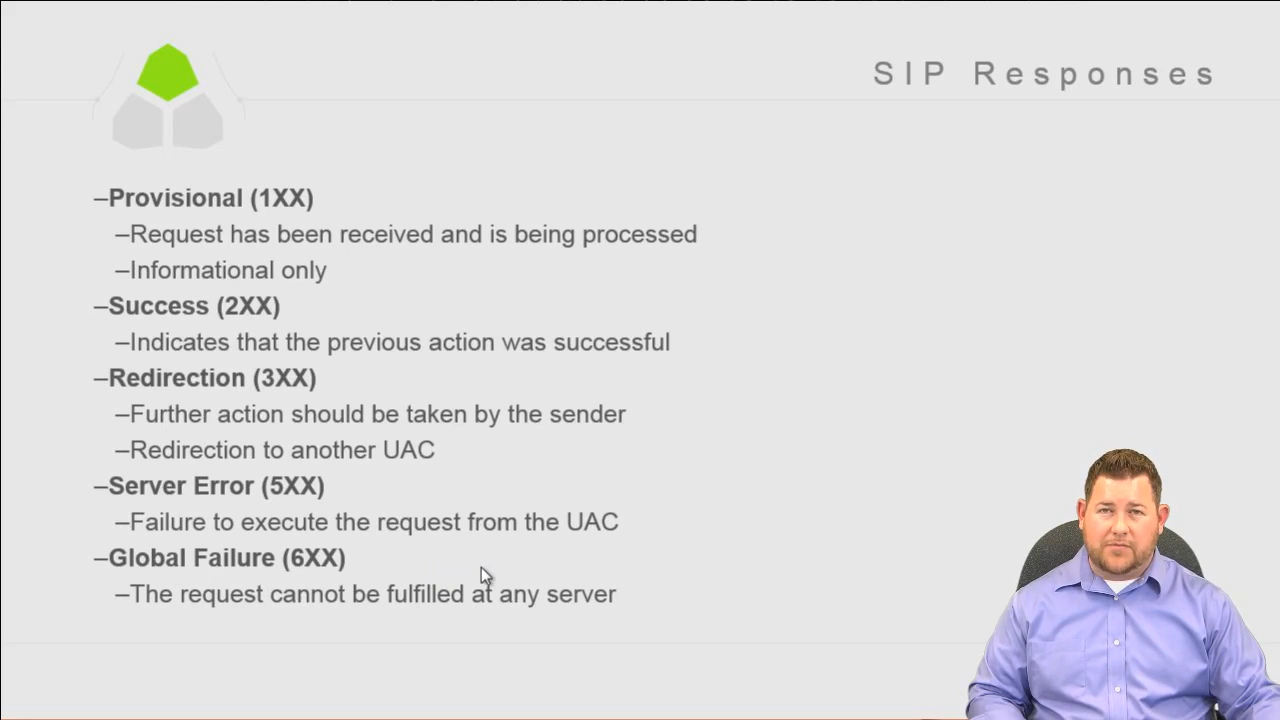 SIP Responses
–Provisional (1XX)
–Request has been received and is being processed
–Informational only
–Success (2XX)
–Indicates that the previous action was successful
–Redirection (3XX)
–Further action should be taken by the sender
–Redirection to another UAC
–Server Error (5XX)
–Failure to execute the request from the UAC
–Global Failure (6XX)
–The request cannot be fulfilled at any server